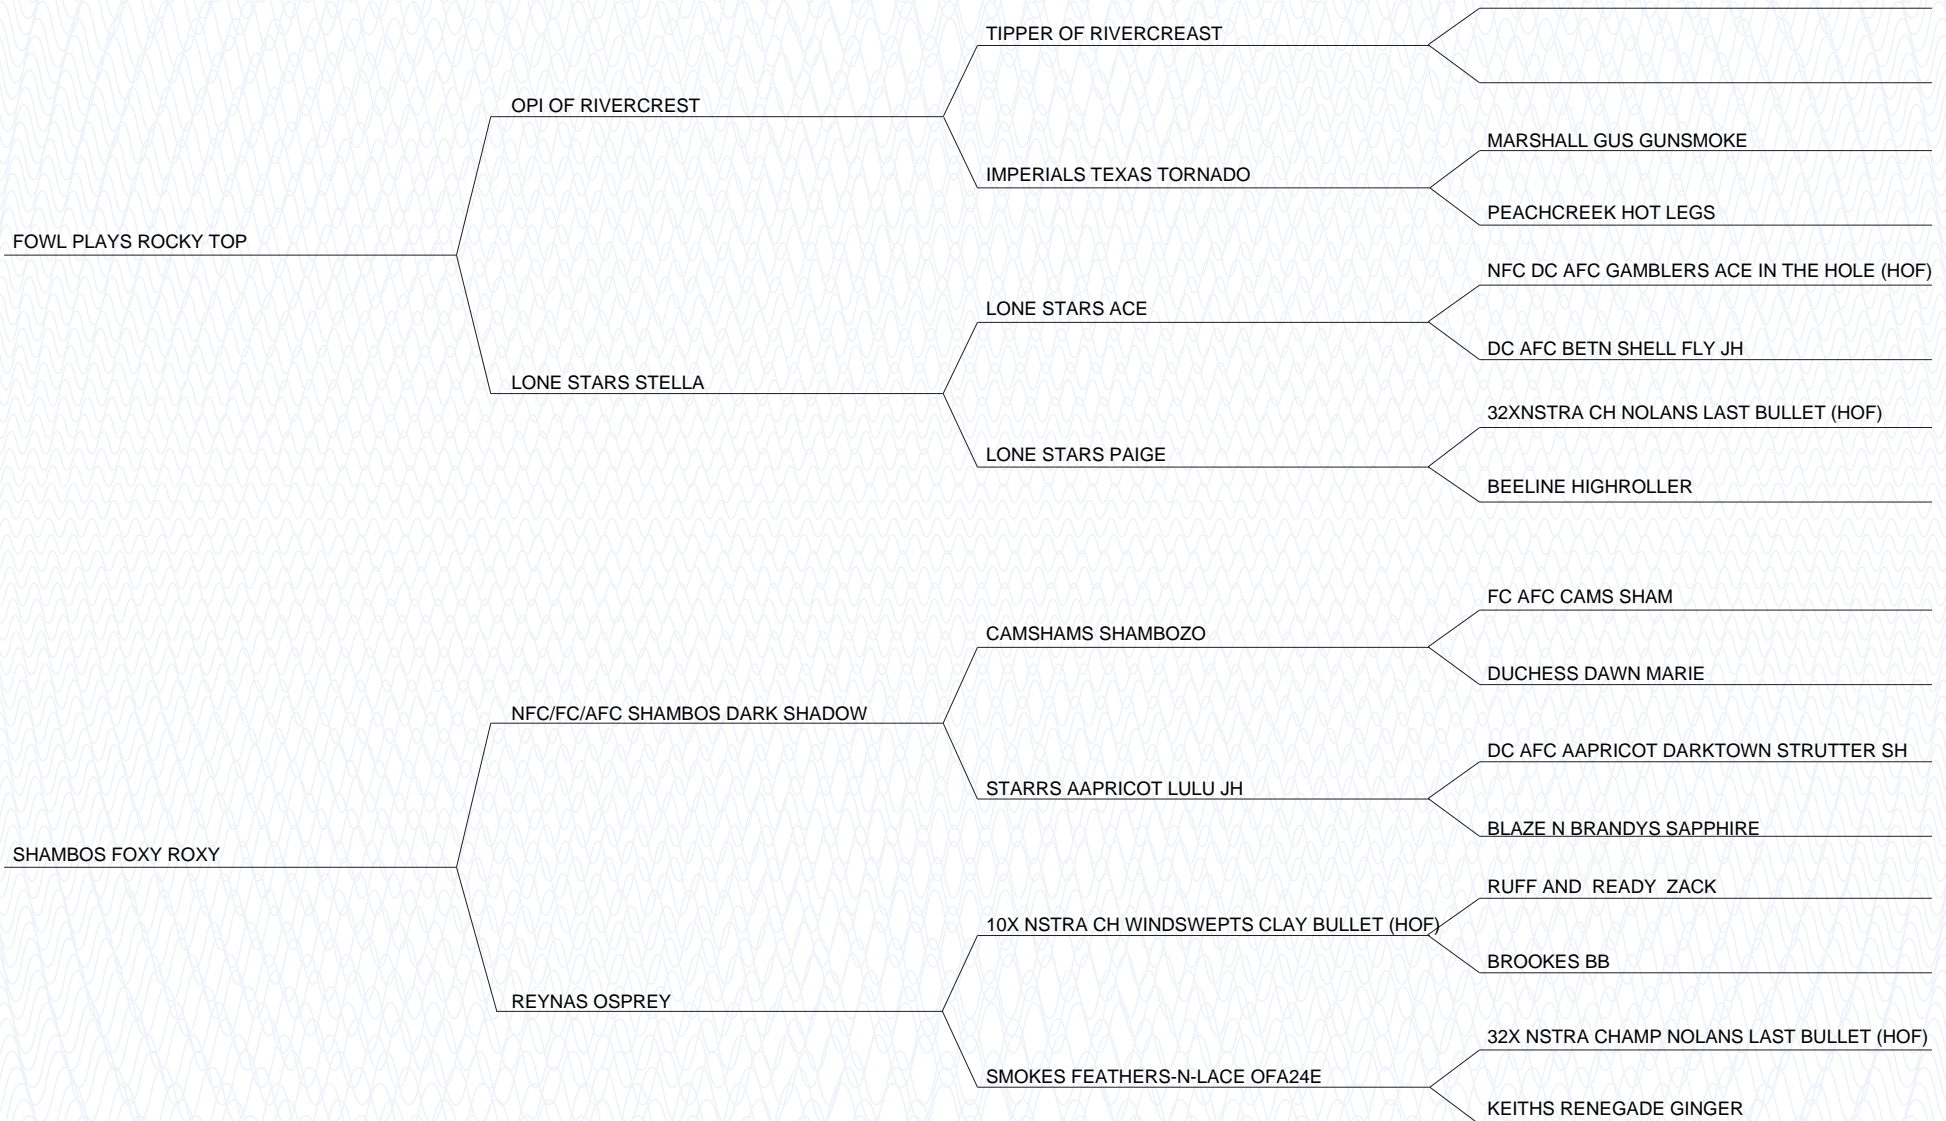 TIPPER OF RIVERCREAST
OPI OF RIVERCREST
MARSHALL GUS GUNSMOKE
IMPERIALS TEXAS TORNADO
PEACHCREEK HOT LEGS
FOWL PLAYS ROCKY TOP
NFC DC AFC GAMBLERS ACE IN THE HOLE (HOF)
LONE STARS ACE
DC AFC BETN SHELL FLY JH
LONE STARS STELLA
32XNSTRA CH NOLANS LAST BULLET (HOF)
LONE STARS PAIGE
BEELINE HIGHROLLER
FC AFC CAMS SHAM
CAMSHAMS SHAMBOZO
DUCHESS DAWN MARIE
NFC/FC/AFC SHAMBOS DARK SHADOW
DC AFC AAPRICOT DARKTOWN STRUTTER SH
STARRS AAPRICOT LULU JH
BLAZE N BRANDYS SAPPHIRE
SHAMBOS FOXY ROXY
RUFF AND  READY  ZACK
10X NSTRA CH WINDSWEPTS CLAY BULLET (HOF)
BROOKES BB
REYNAS OSPREY
32X NSTRA CHAMP NOLANS LAST BULLET (HOF)
SMOKES FEATHERS-N-LACE OFA24E
KEITHS RENEGADE GINGER